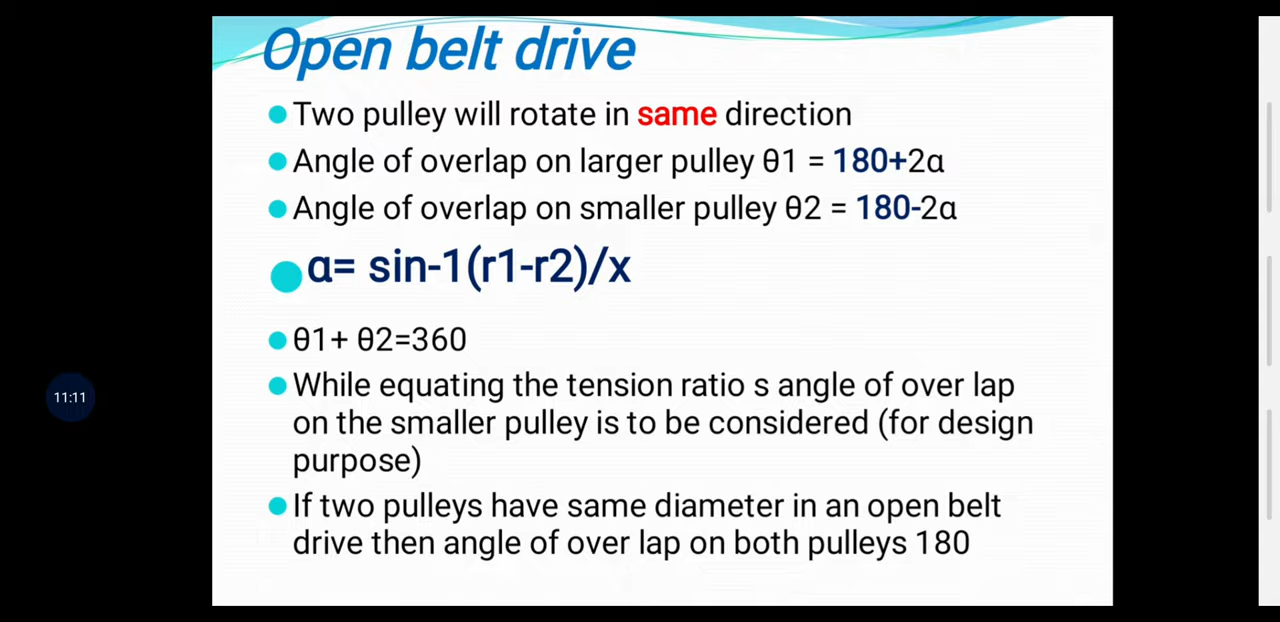 Open belt drive
Two pulley will rotate in same direction
Angle of overlap on larger pulley θ1 = 180+2α
Angle of overlap on smaller pulley θ2 = 180-2α
α= sin-1(r1-r2)/x
θ1+ θ2=360
While equating the tension ratio s angle of over lap
on the smaller pulley is to be considered (for design
purpose)
If two pulleys have same diameter in an open belt
drive then angle of over lap on both pulleys 180
11:11